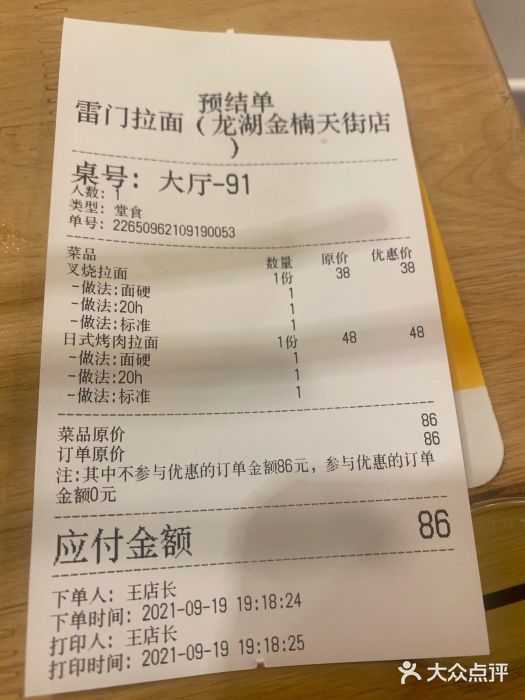 预结单
雷门拉面（龙湖金楠天街店
）
桌号: 大厅-91
人数: 1
类型: 堂食
单号: 22650962109190053
菜品 数量 原价 优惠价
叉烧拉面 1份 38 38
-做法:面硬 1
-做法:20h 1
-做法:标准 1
日式烤肉拉面 1份 48 48
-做法:面硬 1
-做法:20h 1
-做法:标准 1
菜品原价 86
订单原价 86
注:其中不参与优惠的订单金额86元，参与优惠的订单
金额0元
应付金额 86
下单人: 王店长
下单时间: 2021-09-19 19:18:24
打印人: 王店长
打印时间: 2021-09-19 19:18:25
大众点评